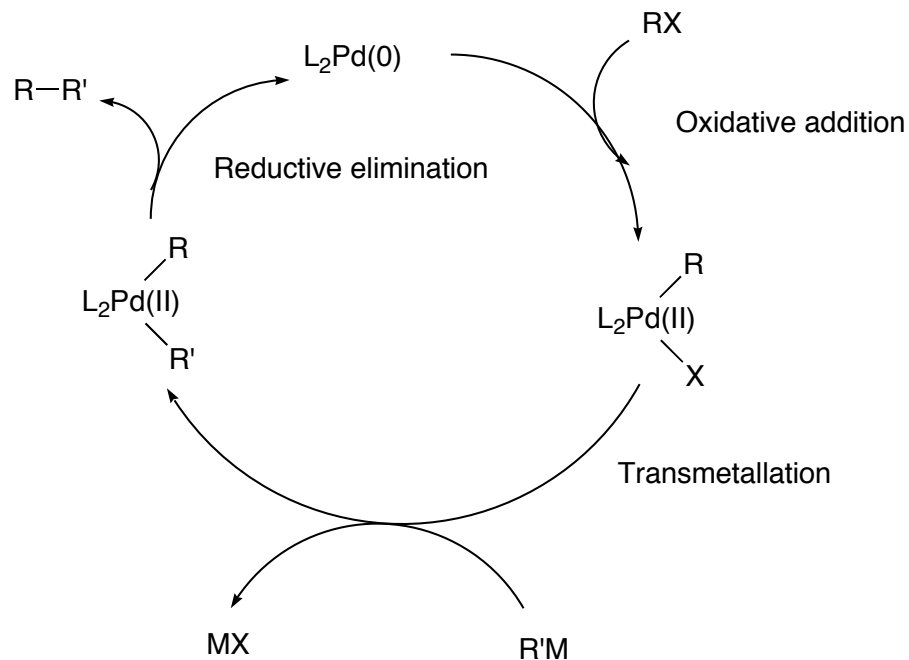 RX
L₂Pd(0)
R—R'
Oxidative addition
Reductive elimination
R
L₂Pd(II)
R'
R
L₂Pd(II)
X
Transmetallation
MX
R'M